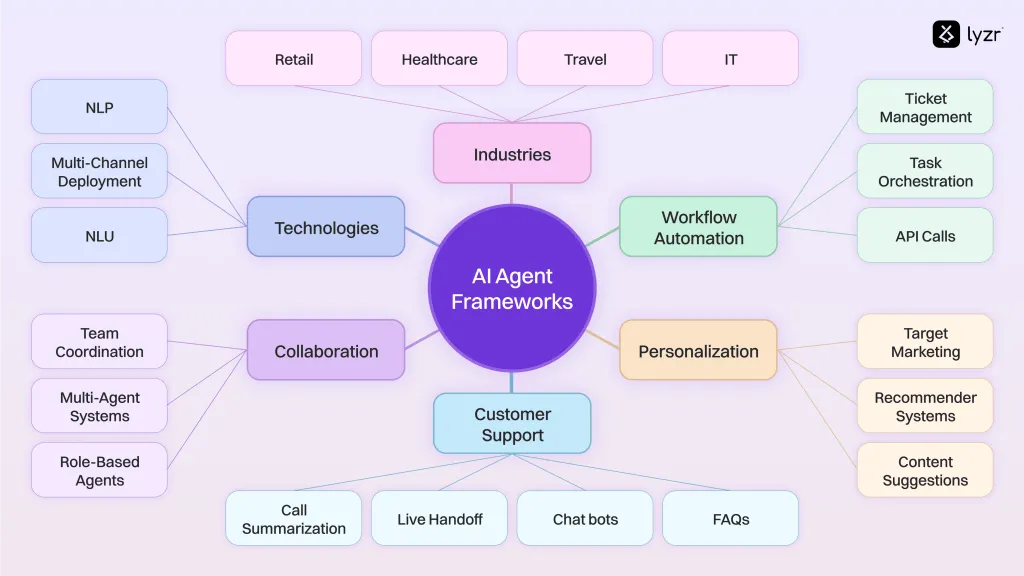 lyzr
Retail
Healthcare
Travel
IT
Industries
NLP
Multi-Channel
Deployment
NLU
Technologies
Ticket
Management
Task
Orchestration
API Calls
Workflow
Automation
AI Agent
Frameworks
Team
Coordination
Multi-Agent
Systems
Role-Based
Agents
Collaboration
Personalization
Target
Marketing
Recommender
Systems
Content
Suggestions
Customer
Support
Call
Summarization
Live Handoff
Chat bots
FAQs